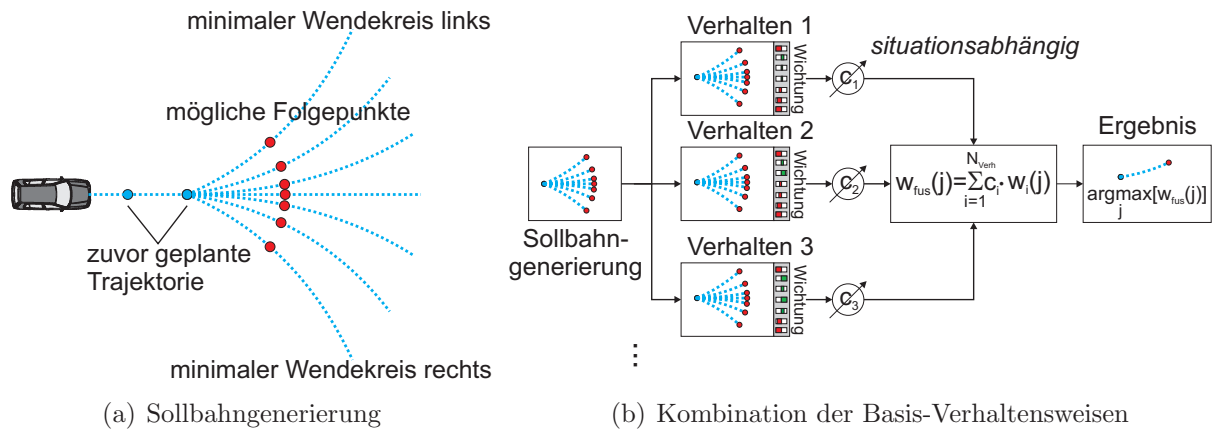 minimaler Wendekreis links
mögliche Folgepunkte
zuvor geplante
Trajektorie
minimaler Wendekreis rechts
(a) Sollbahngenerierung
Sollbahn-
generierung
Verhalten 1
Wichtung
c₁
situationsabhängig
Verhalten 2
Wichtung
c₂
Verhalten 3
Wichtung
c₃
⋮
N_Verh
w_fus(j)=Σc_i·w_i(j)
i=1
Ergebnis
argmax[w_fus(j)]
j
(b) Kombination der Basis-Verhaltensweisen